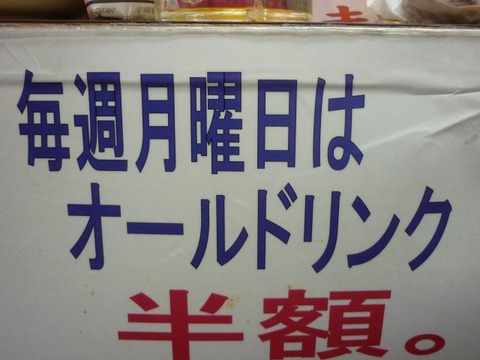 毎週月曜日は
オールドリンク
半額。